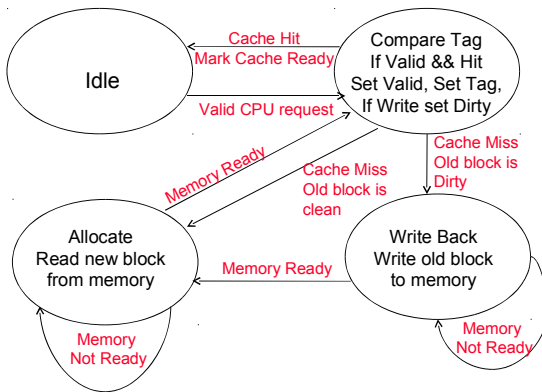 Idle
Cache Hit
Mark Cache Ready
Valid CPU request
Compare Tag
If Valid && Hit
Set Valid, Set Tag,
If Write set Dirty
Memory Ready
Cache Miss
Old block is
clean
Cache Miss
Old block is
Dirty
Allocate
Read new block
from memory
Memory Ready
Write Back
Write old block
to memory
Memory
Not Ready
Memory
Not Ready